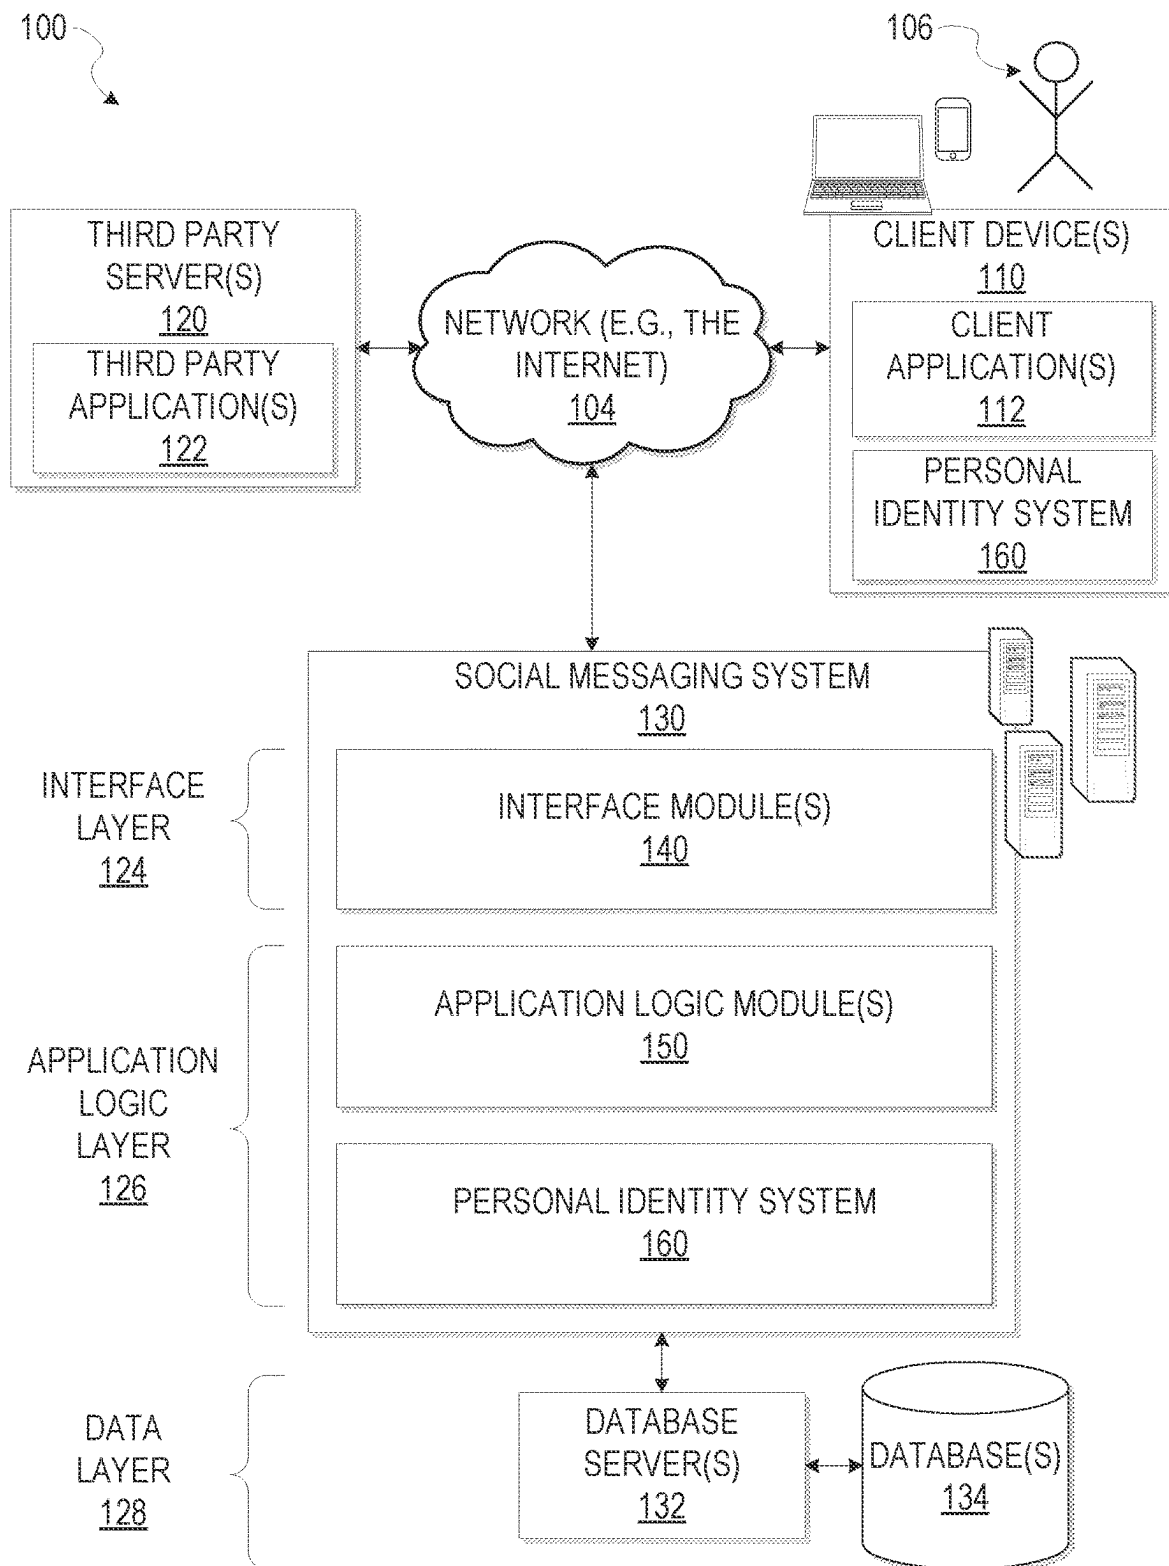 100
106
THIRD PARTY
SERVER(S)
120
THIRD PARTY
APPLICATION(S)
122
NETWORK (E.G., THE
INTERNET)
104
CLIENT DEVICE(S)
110
CLIENT
APPLICATION(S)
112
PERSONAL
IDENTITY SYSTEM
160
SOCIAL MESSAGING SYSTEM
130
INTERFACE
LAYER
124
INTERFACE MODULE(S)
140
APPLICATION
LOGIC
LAYER
126
APPLICATION LOGIC MODULE(S)
150
PERSONAL IDENTITY SYSTEM
160
DATA
LAYER
128
DATABASE
SERVER(S)
132
DATABASE(S)
134